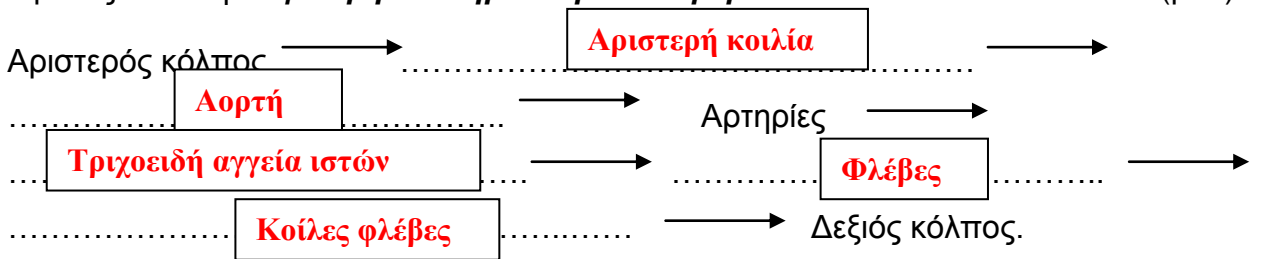 Αριστερός κόλπος ……………… Αριστερή κοιλία ………………
……………… Αορτή ……………… Αρτηρίες
… Τριχοειδή αγγεία ιστών …… ……………… Φλέβες ………..
………………… Κοίλες φλέβες ….…..…… Δεξιός κόλπος.